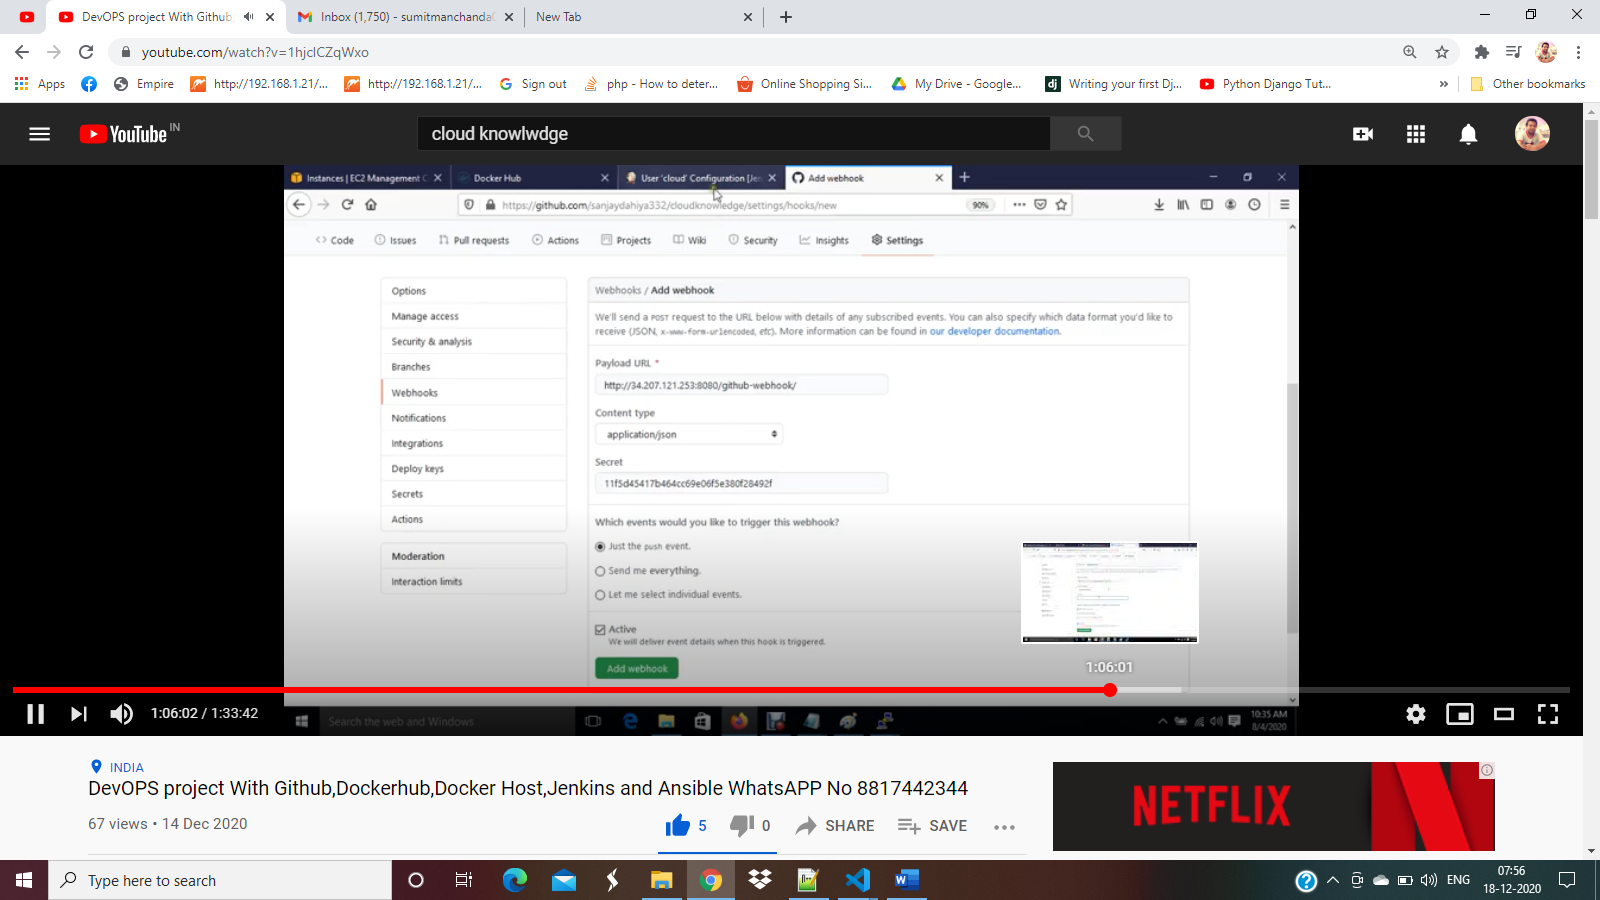 DevOPS project With Github,
Inbox (1,750) - sumitmanchanda
New Tab
youtube.com/watch?v=1hjclCZqWxo
Apps
Empire
http://192.168.1.21/...
http://192.168.1.21/...
Sign out
php - How to deter...
Online Shopping Si...
My Drive - Google...
dj
Writing your first Dj...
Python Django Tut...
»
Other bookmarks
YouTube IN
cloud knowlwdge
Instances | EC2 Management C
Docker Hub
User 'cloud' Configuration [Jen
Add webhook
https://github.com/sanjaydahiya332/cloudknowledge/settings/hooks/new
90%
Code
Issues
Pull requests
Actions
Projects
Wiki
Security
Insights
Settings
Options
Manage access
Security & analysis
Branches
Webhooks
Notifications
Integrations
Deploy keys
Secrets
Actions
Moderation
Interaction limits
Webhooks / Add webhook
We'll send a POST request to the URL below with details of any subscribed events. You can also specify which data format you'd like to
receive (JSON, x-www-form-urlencoded, etc). More information can be found in our developer documentation.
Payload URL *
http://34.207.121.253:8080/github-webhook/
Content type
application/json
Secret
11f5d45417b464cc69e06f5e380f28492f
Which events would you like to trigger this webhook?
Just the push event.
Send me everything.
Let me select individual events.
Active
We will deliver event details when this hook is triggered.
Add webhook
1:06:01
1:06:02 / 1:33:42
Search the web and Windows
10:35 AM
8/4/2020
INDIA
DevOPS project With Github,Dockerhub,Docker Host,Jenkins and Ansible WhatsAPP No 8817442344
67 views • 14 Dec 2020
5
0
SHARE
SAVE
NETFLIX
Type here to search
ENG
07:56
18-12-2020